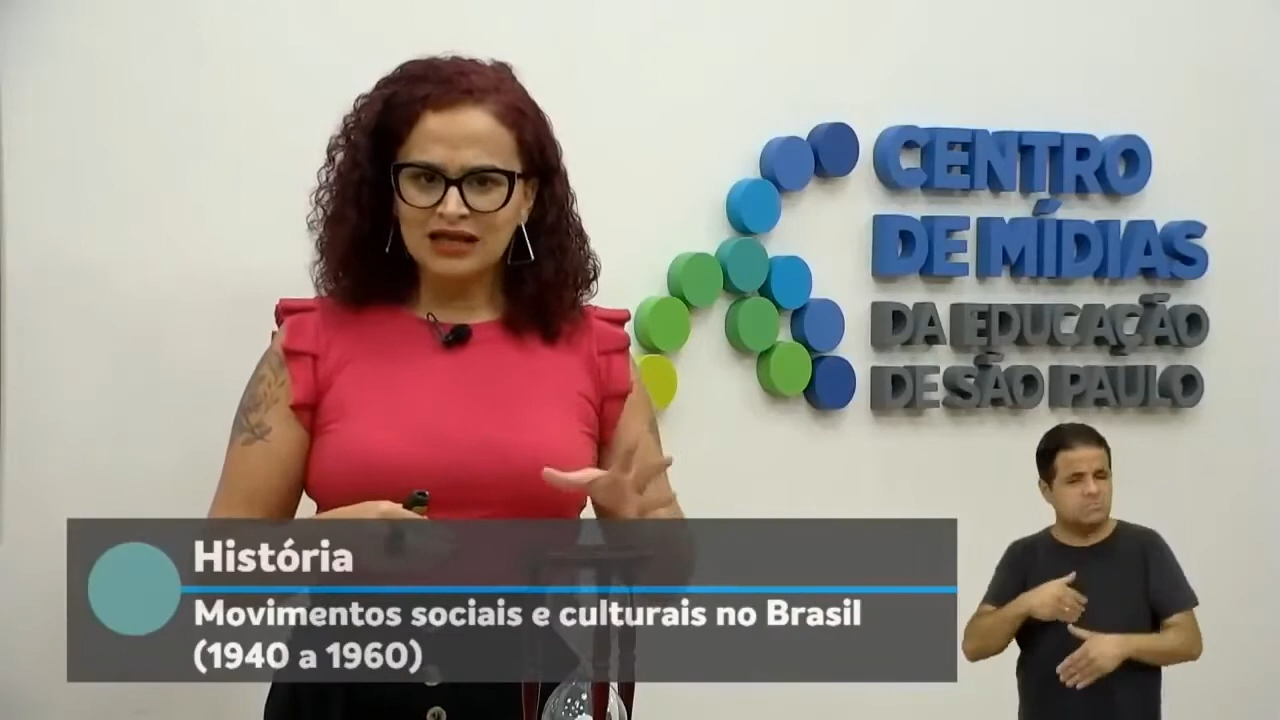 CENTRO
DE MÍDIAS
DA EDUCAÇÃO
DE SÃO PAULO
História
Movimentos sociais e culturais no Brasil
(1940 a 1960)